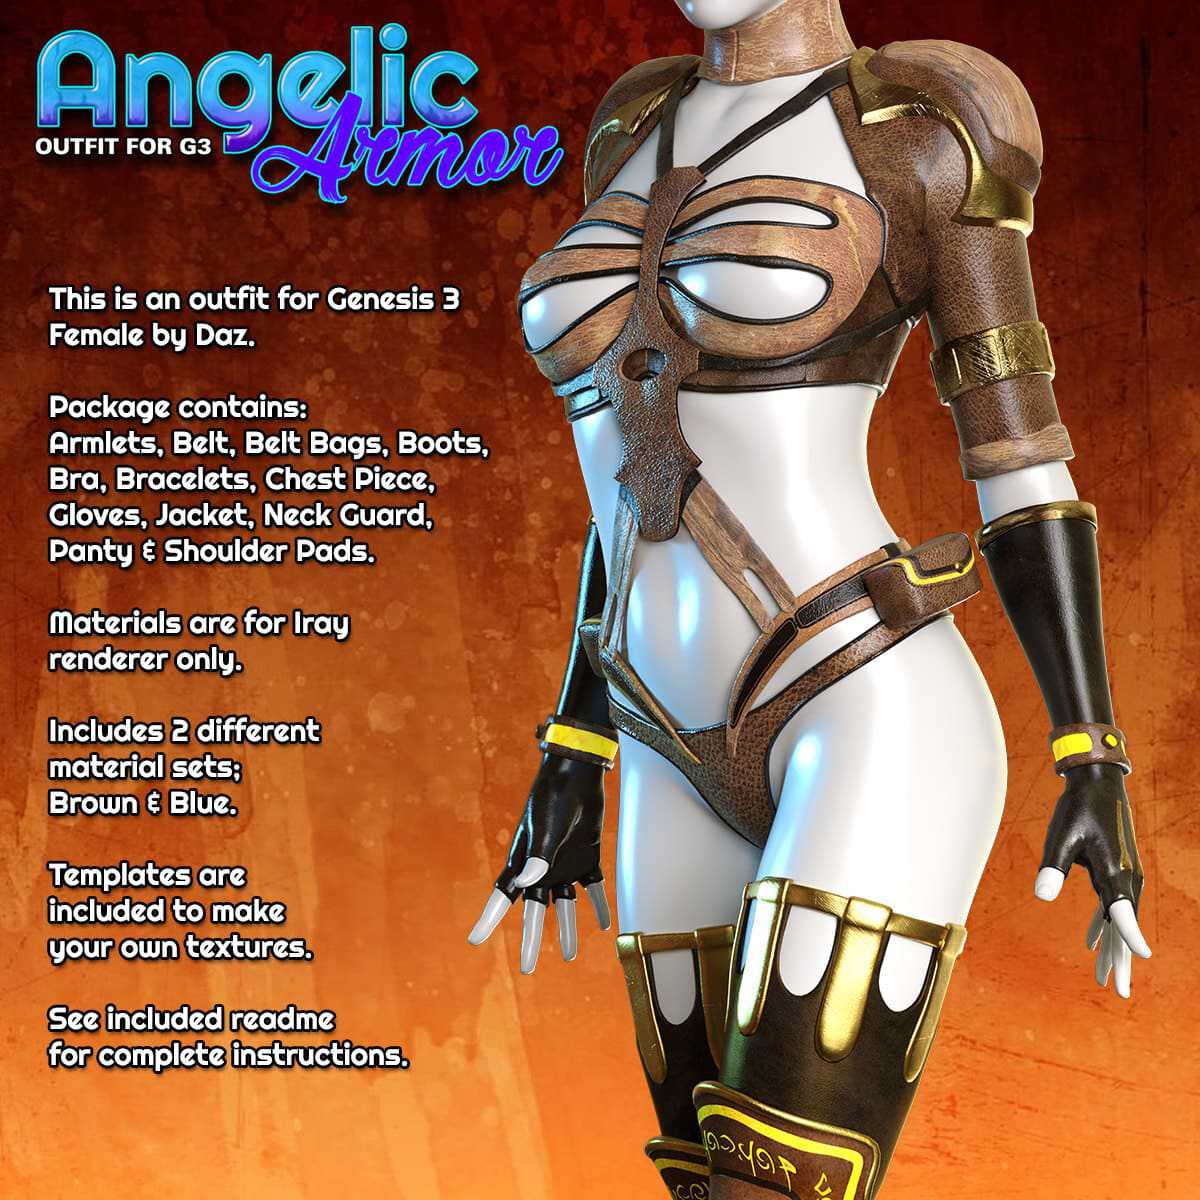 Angelic
Armor
OUTFIT FOR G3
This is an outfit for Genesis 3
Female by Daz.
Package contains:
Armlets, Belt, Belt Bags, Boots,
Bra, Bracelets, Chest Piece,
Gloves, Jacket, Neck Guard,
Panty & Shoulder Pads.
Materials are for Iray
renderer only.
Includes 2 different
material sets;
Brown & Blue.
Templates are
included to make
your own textures.
See included readme
for complete instructions.